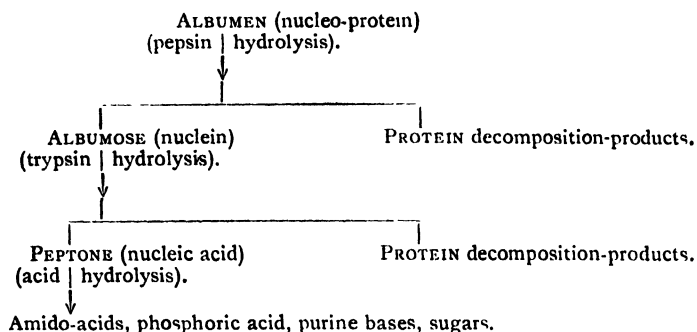 ALBUMEN (nucleo-protein)
(pepsin hydrolysis).
ALBUMOSE (nuclein) PROTEIN decomposition-products.
(trypsin hydrolysis).
PEPTONE (nucleic acid) PROTEIN decomposition-products.
(acid hydrolysis).
Amido-acids, phosphoric acid, purine bases, sugars.